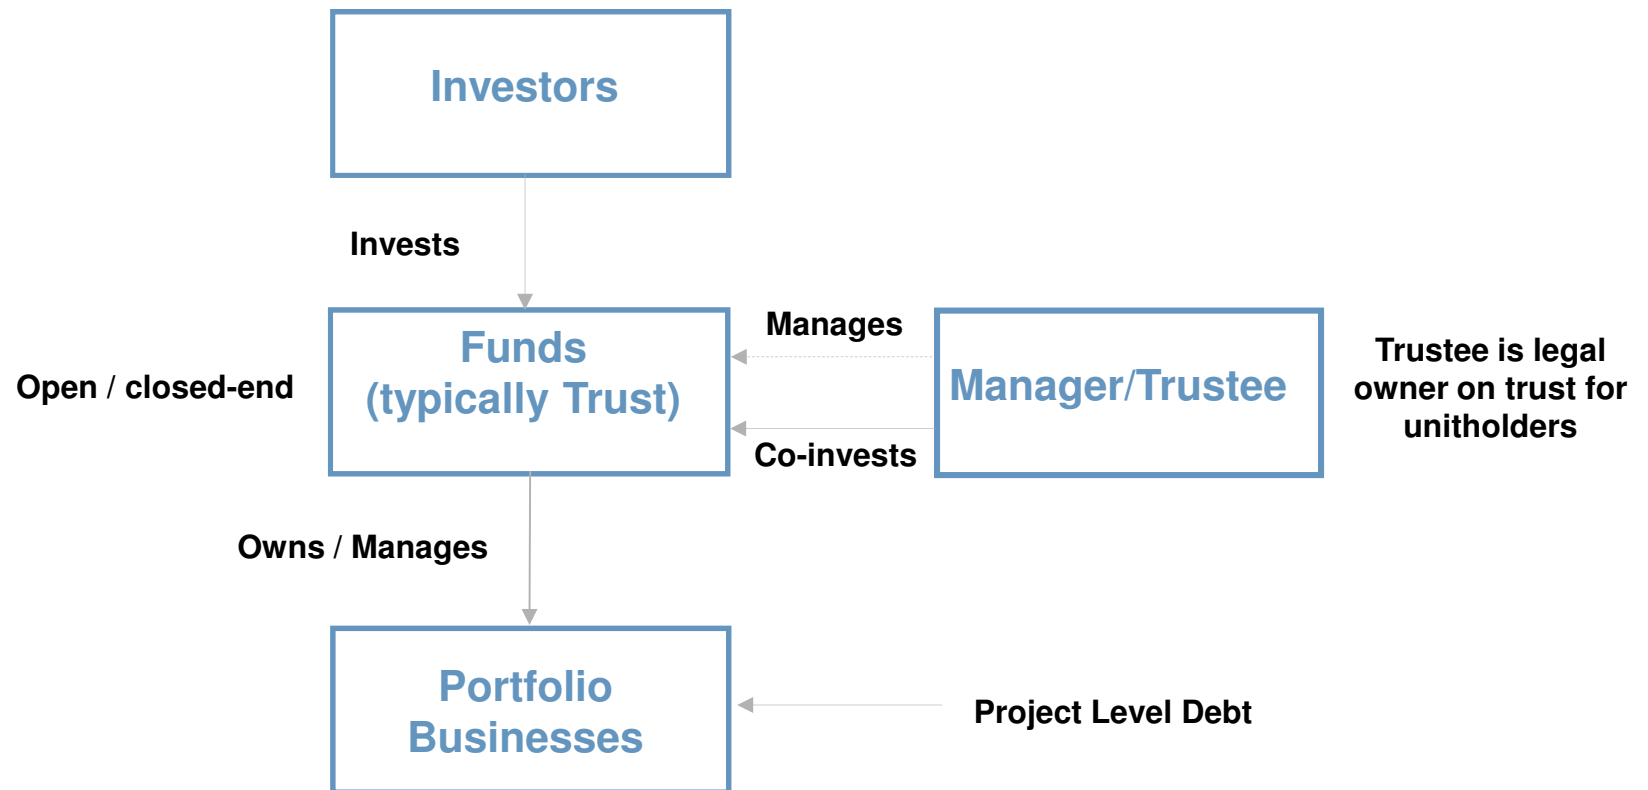 Investors
Invests
Funds
(typically Trust)
Open / closed-end
Manages
Co-invests
Manager/Trustee
Trustee is legal
owner on trust for
unitholders
Owns / Manages
Portfolio
Businesses
Project Level Debt